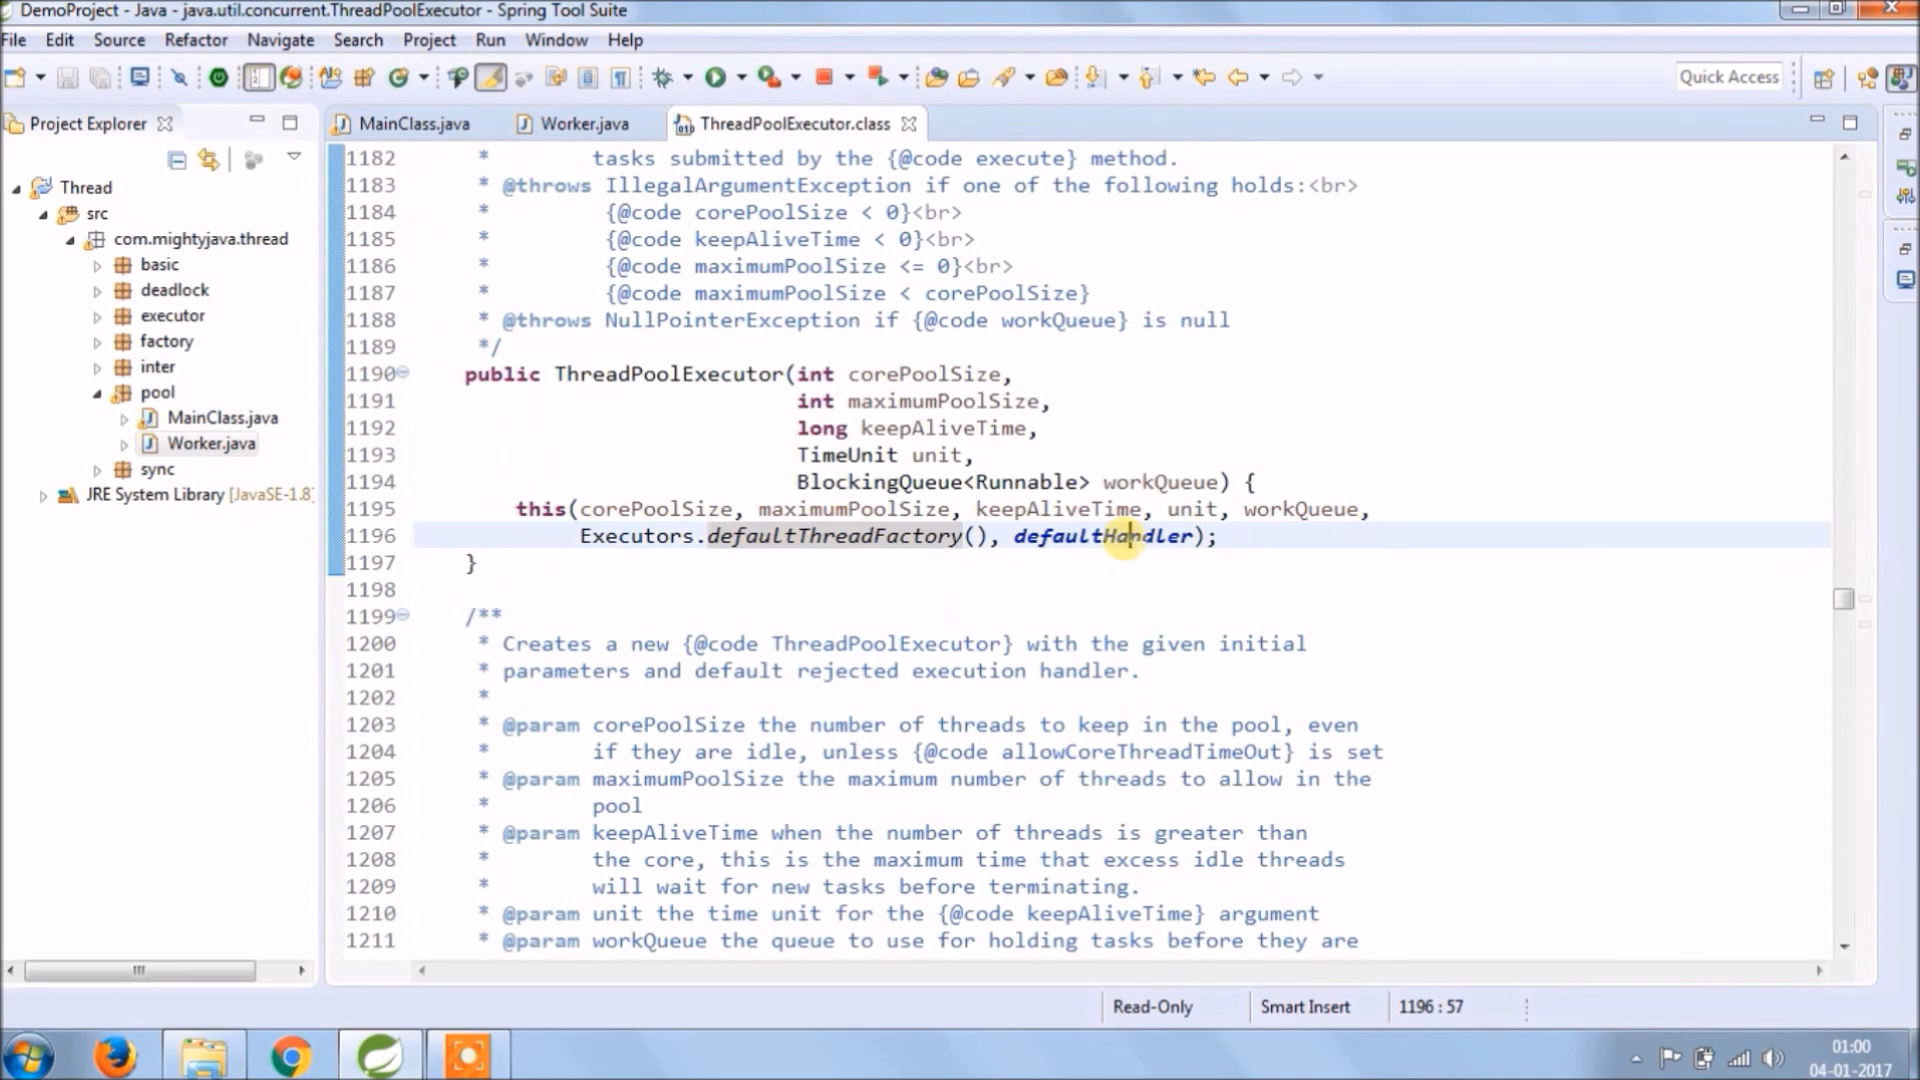 DemoProject - Java - java.util.concurrent.ThreadPoolExecutor - Spring Tool Suite
File Edit Source Refactor Navigate Search Project Run Window Help
Quick Access
Project Explorer
MainClass.java Worker.java ThreadPoolExecutor.class
Thread
src
com.mightyjava.thread
basic
deadlock
executor
factory
inter
pool
MainClass.java
Worker.java
sync
JRE System Library [JavaSE-1.8]
1182 * tasks submitted by the {@code execute} method.
1183 * @throws IllegalArgumentException if one of the following holds:<br>
1184 * {@code corePoolSize < 0}<br>
1185 * {@code keepAliveTime < 0}<br>
1186 * {@code maximumPoolSize <= 0}<br>
1187 * {@code maximumPoolSize < corePoolSize}
1188 * @throws NullPointerException if {@code workQueue} is null
1189 */
1190 public ThreadPoolExecutor(int corePoolSize,
1191 int maximumPoolSize,
1192 long keepAliveTime,
1193 TimeUnit unit,
1194 BlockingQueue<Runnable> workQueue) {
1195 this(corePoolSize, maximumPoolSize, keepAliveTime, unit, workQueue,
1196 Executors.defaultThreadFactory(), defaultHandler);
1197 }
1198
1199 /**
1200 * Creates a new {@code ThreadPoolExecutor} with the given initial
1201 * parameters and default rejected execution handler.
1202 *
1203 * @param corePoolSize the number of threads to keep in the pool, even
1204 * if they are idle, unless {@code allowCoreThreadTimeOut} is set
1205 * @param maximumPoolSize the maximum number of threads to allow in the
1206 * pool
1207 * @param keepAliveTime when the number of threads is greater than
1208 * the core, this is the maximum time that excess idle threads
1209 * will wait for new tasks before terminating.
1210 * @param unit the time unit for the {@code keepAliveTime} argument
1211 * @param workQueue the queue to use for holding tasks before they are
Read-Only Smart Insert 1196 : 57
01:00
04-01-2017